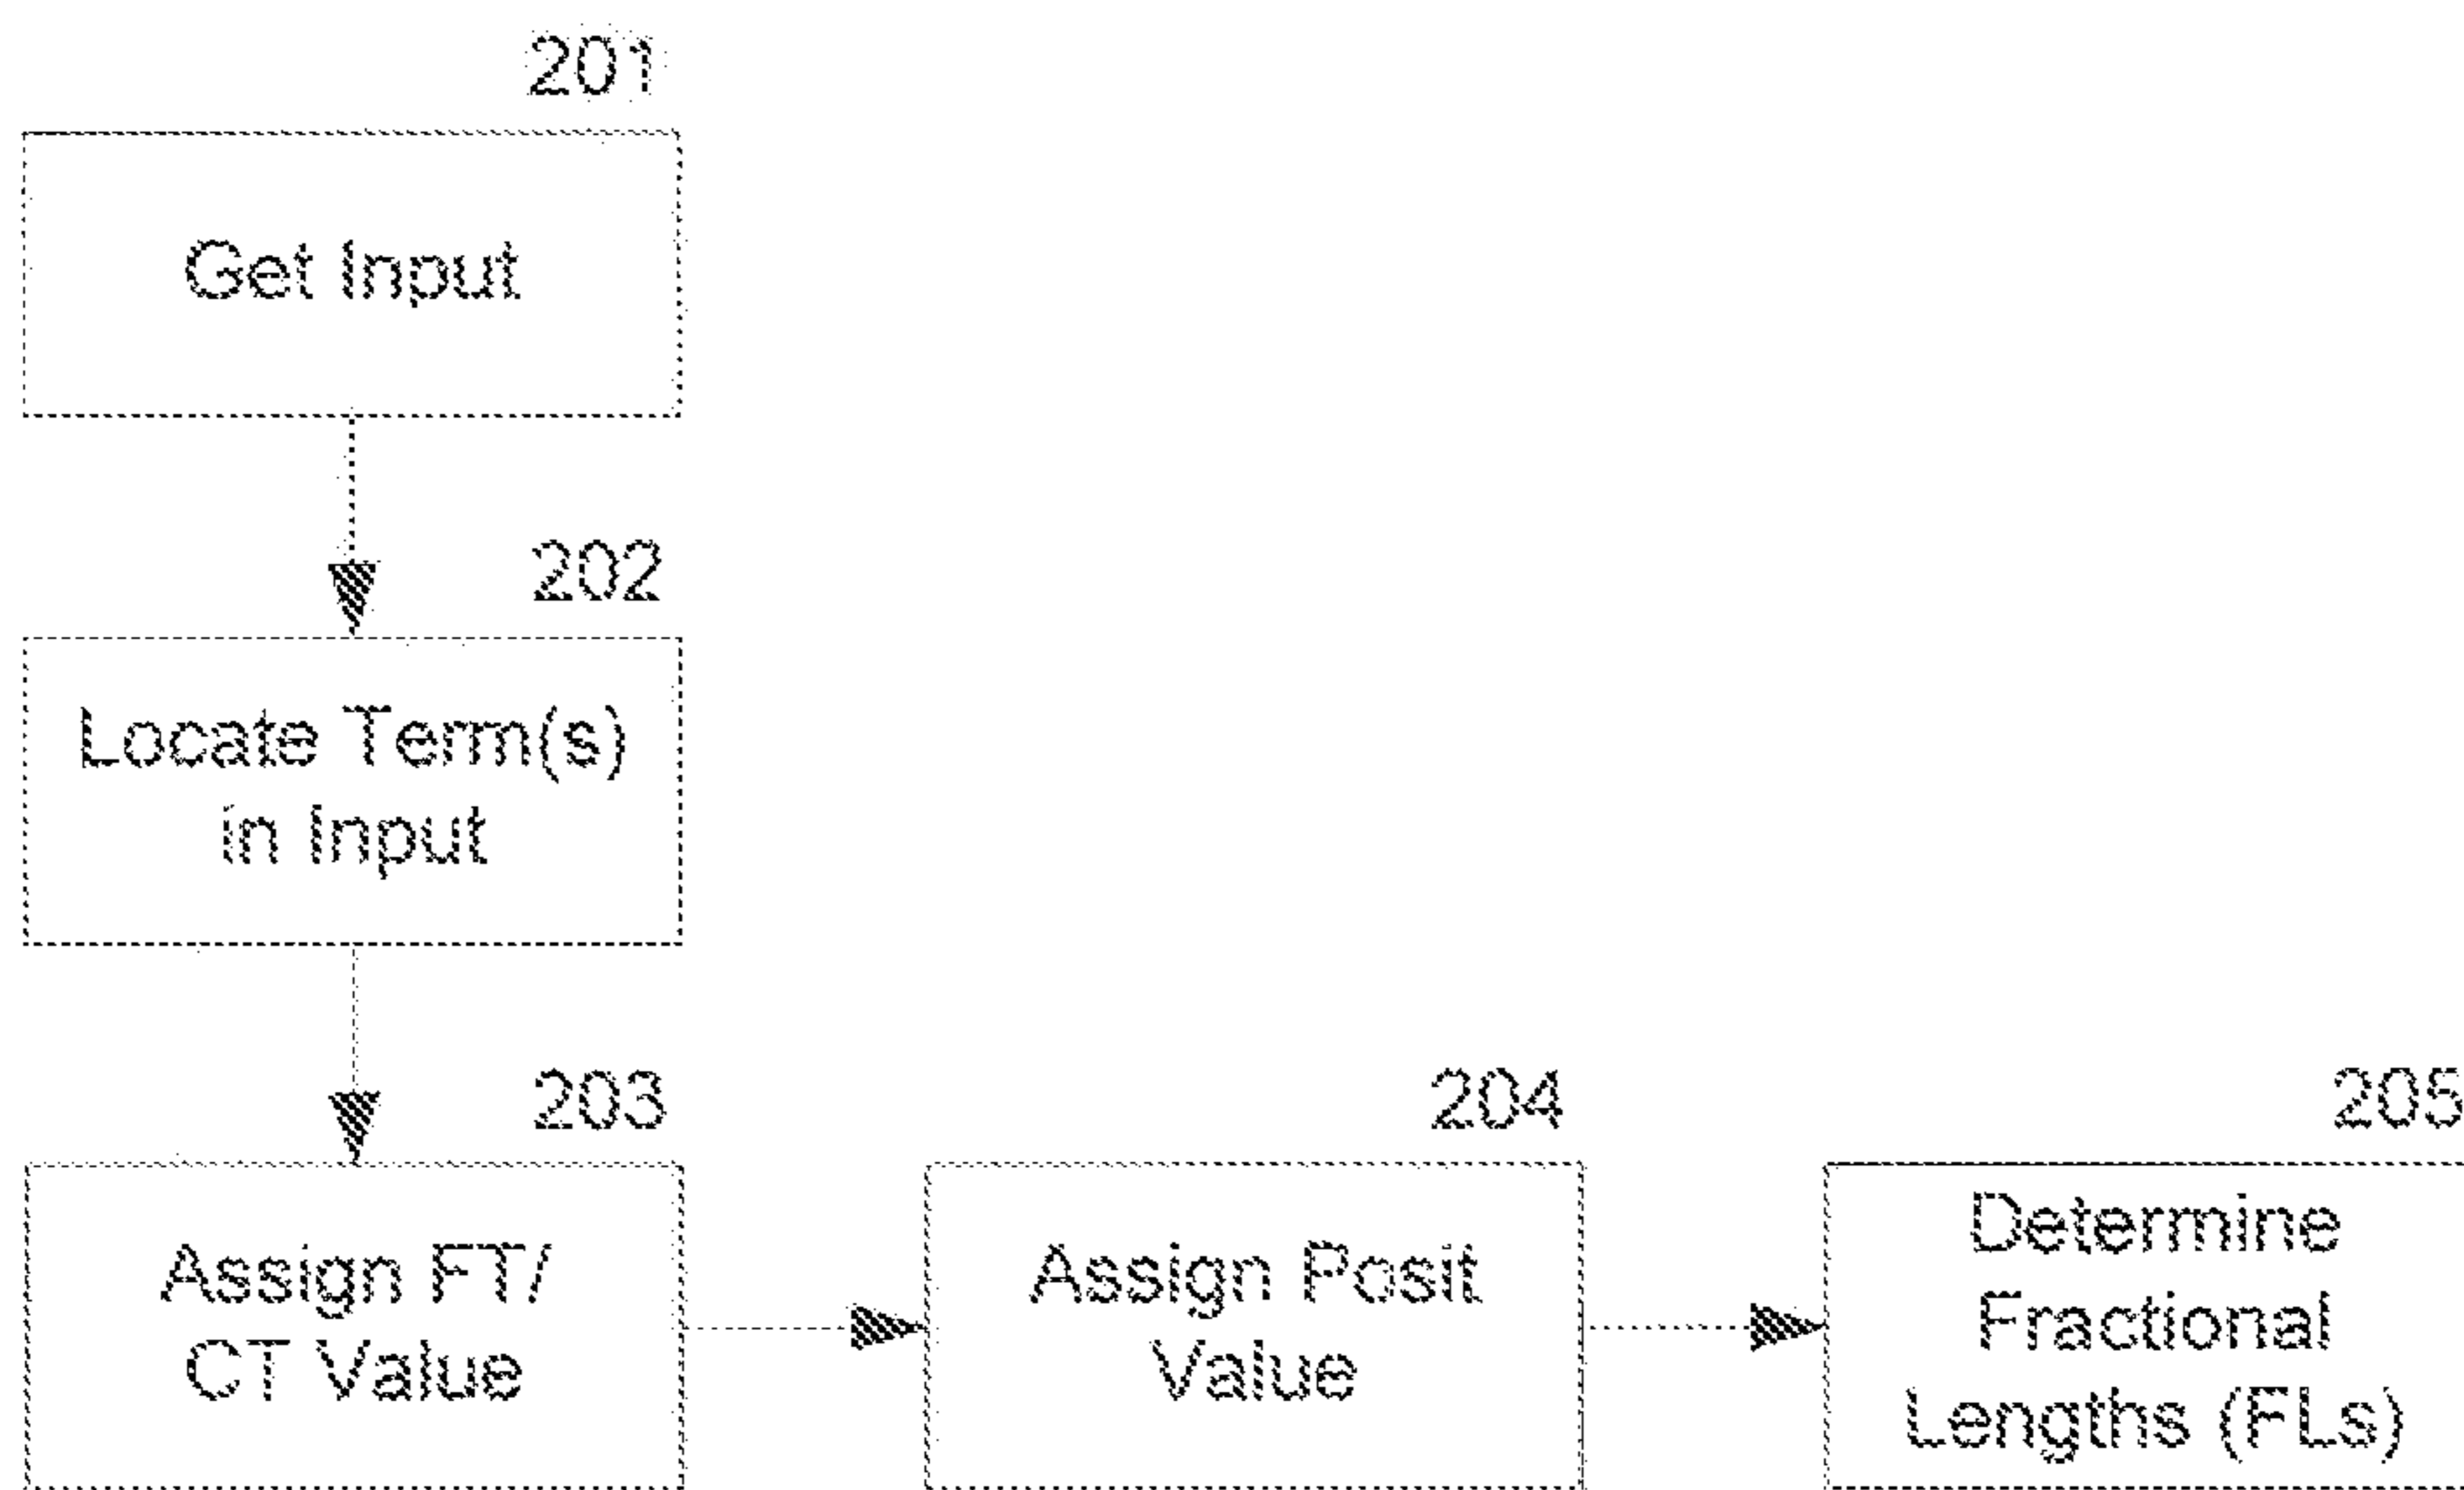 201
Get Input
202
Locate Term(s)
in Input
203
Assign FT/
CT Value
204
Assign Posit
Value
205
Determine
Fractional
Lengths (FLs)